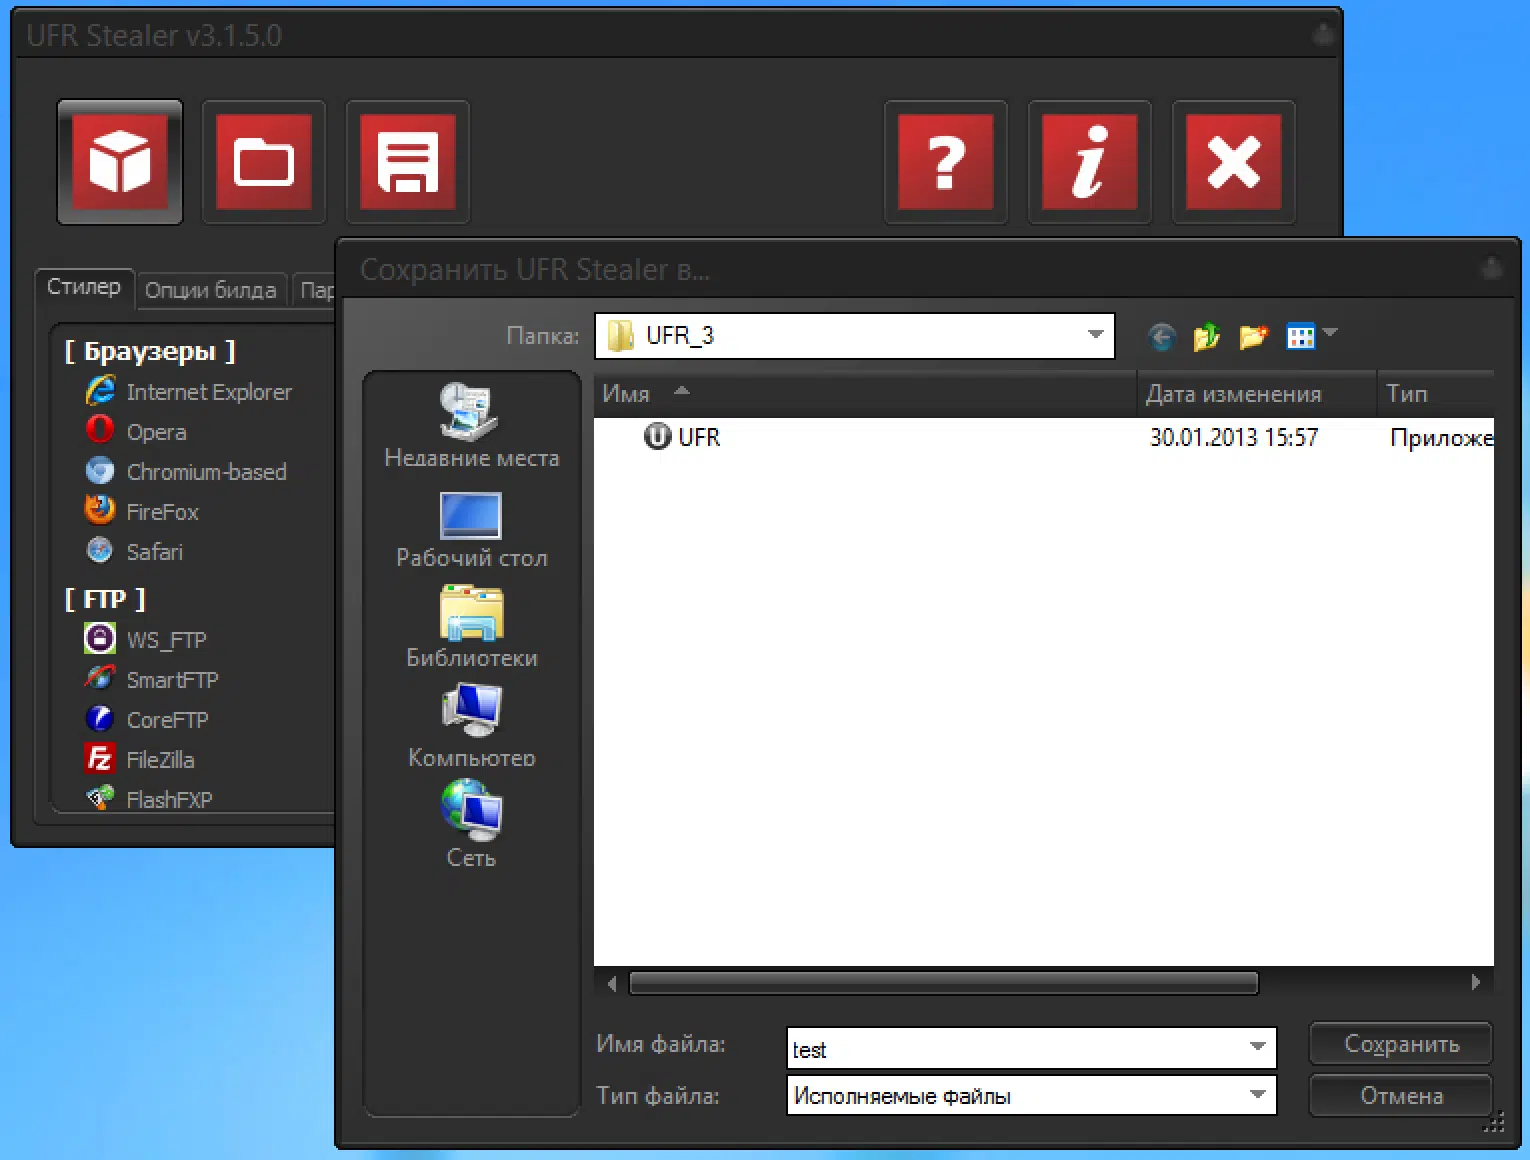 UFR Stealer v3.1.5.0
Стилер
Опции билда
Пар
[ Браузеры ]
Internet Explorer
Opera
Chromium-based
FireFox
Safari
[ FTP ]
WS_FTP
SmartFTP
CoreFTP
FileZilla
FlashFXP
Сохранить UFR Stealer в...
Папка: UFR_3
Недавние места
Рабочий стол
Библиотеки
Компьютер
Сеть
Имя Дата изменения Тип
UFR 30.01.2013 15:57 Приложе
Имя файла: test Сохранить
Тип файла: Исполняемые файлы Отмена